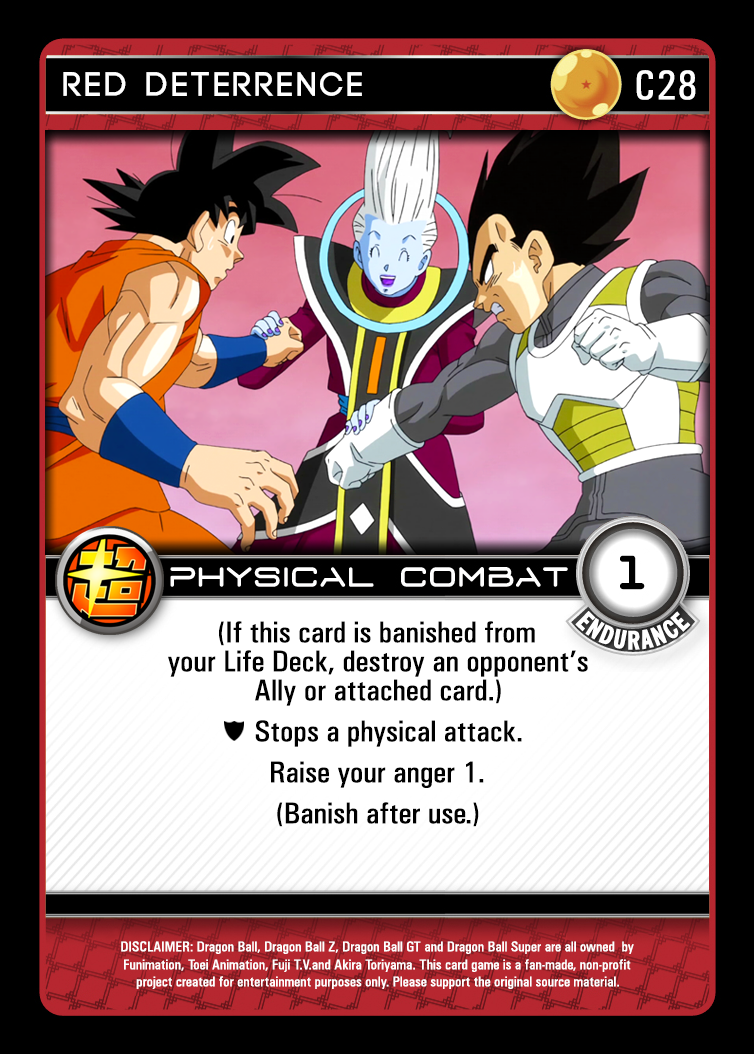 RED DETERRENCE
C28
PHYSICAL COMBAT
1
ENDURANCE
(If this card is banished from
your Life Deck, destroy an opponent's
Ally or attached card.)
Stops a physical attack.
Raise your anger 1.
(Banish after use.)
DISCLAIMER: Dragon Ball, Dragon Ball Z, Dragon Ball GT and Dragon Ball Super are all owned by
Funimation, Toei Animation, Fuji T.V.and Akira Toriyama. This card game is a fan-made, non-profit
project created for entertainment purposes only. Please support the original source material.